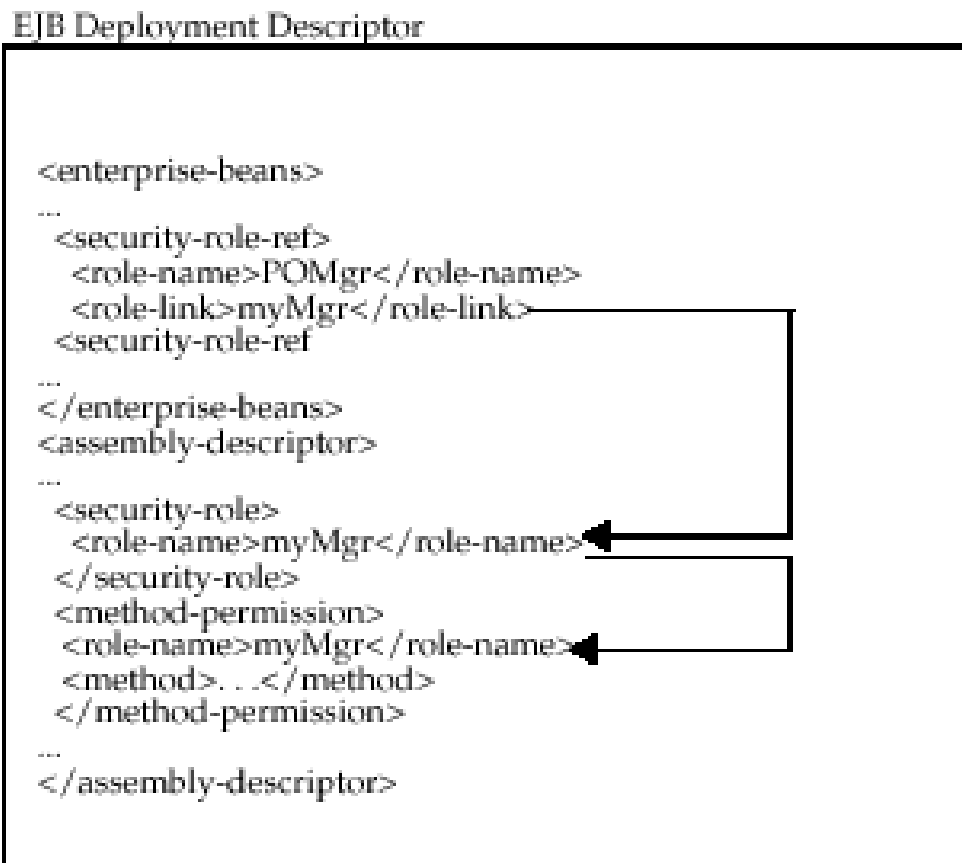 EJB Deployment Descriptor
<enterprise-beans>
...
<security-role-ref>
<role-name>POMgr</role-name>
<role-link>myMgr</role-link>
<security-role-ref
...
</enterprise-beans>
<assembly-descriptor>
...
<security-role>
<role-name>myMgr</role-name>
</security-role>
<method-permission>
<role-name>myMgr</role-name>
<method>. . .</method>
</method-permission>
...
</assembly-descriptor>